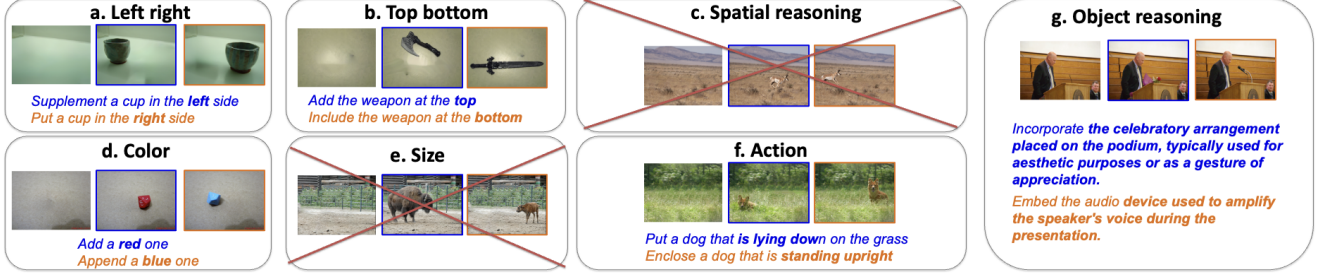 a. Left right
Supplement a cup in the left side
Put a cup in the right side
b. Top bottom
Add the weapon at the top
Include the weapon at the bottom
c. Spatial reasoning
d. Color
Add a red one
Append a blue one
e. Size
f. Action
Put a dog that is lying down on the grass
Enclose a dog that is standing upright
g. Object reasoning
Incorporate the celebratory arrangement
placed on the podium, typically used for
aesthetic purposes or as a gesture of
appreciation.
Embed the audio device used to amplify
the speaker's voice during the
presentation.